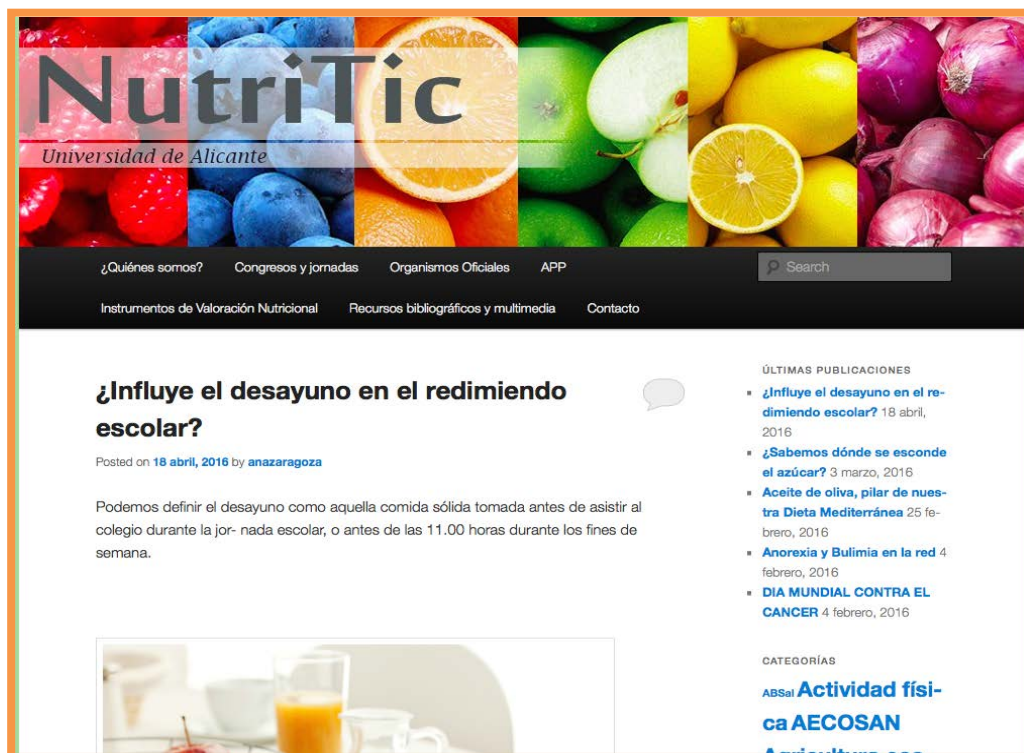 NutriTic
Universidad de Alicante
¿Quiénes somos? Congresos y jornadas Organismos Oficiales APP
Search
Instrumentos de Valoración Nutricional Recursos bibliográficos y multimedia Contacto
¿Influye el desayuno en el redimiendo
escolar?
Posted on 18 abril, 2016 by anazaragoza
Podemos definir el desayuno como aquella comida sólida tomada antes de asistir al
colegio durante la jor- nada escolar, o antes de las 11.00 horas durante los fines de
semana.
ÚLTIMAS PUBLICACIONES
¿Influye el desayuno en el re-
dimiendo escolar? 18 abril,
2016
¿Sabemos dónde se esconde
el azúcar? 3 marzo, 2016
Aceite de oliva, pilar de nues-
tra Dieta Mediterránea 25 fe-
brero, 2016
Anorexia y Bulimia en la red 4
febrero, 2016
DIA MUNDIAL CONTRA EL
CANCER 4 febrero, 2016
CATEGORÍAS
ABSal Actividad físi-
ca AECOSAN